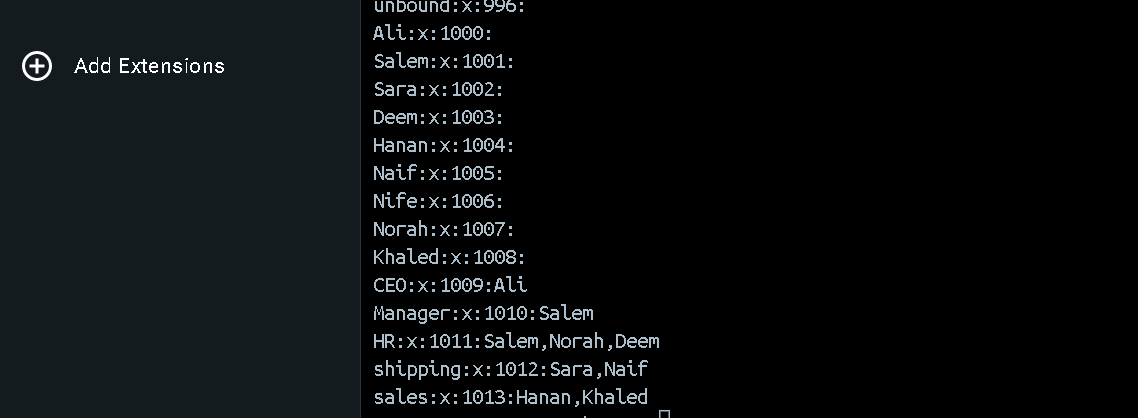 Add Extensions
unbound:x:996:
Ali:x:1000:
Salem:x:1001:
Sara:x:1002:
Deem:x:1003:
Hanan:x:1004:
Naif:x:1005:
Nife:x:1006:
Norah:x:1007:
Khaled:x:1008:
CEO:x:1009:Ali
Manager:x:1010:Salem
HR:x:1011:Salem,Norah,Deem
shipping:x:1012:Sara,Naif
sales:x:1013:Hanan,Khaled